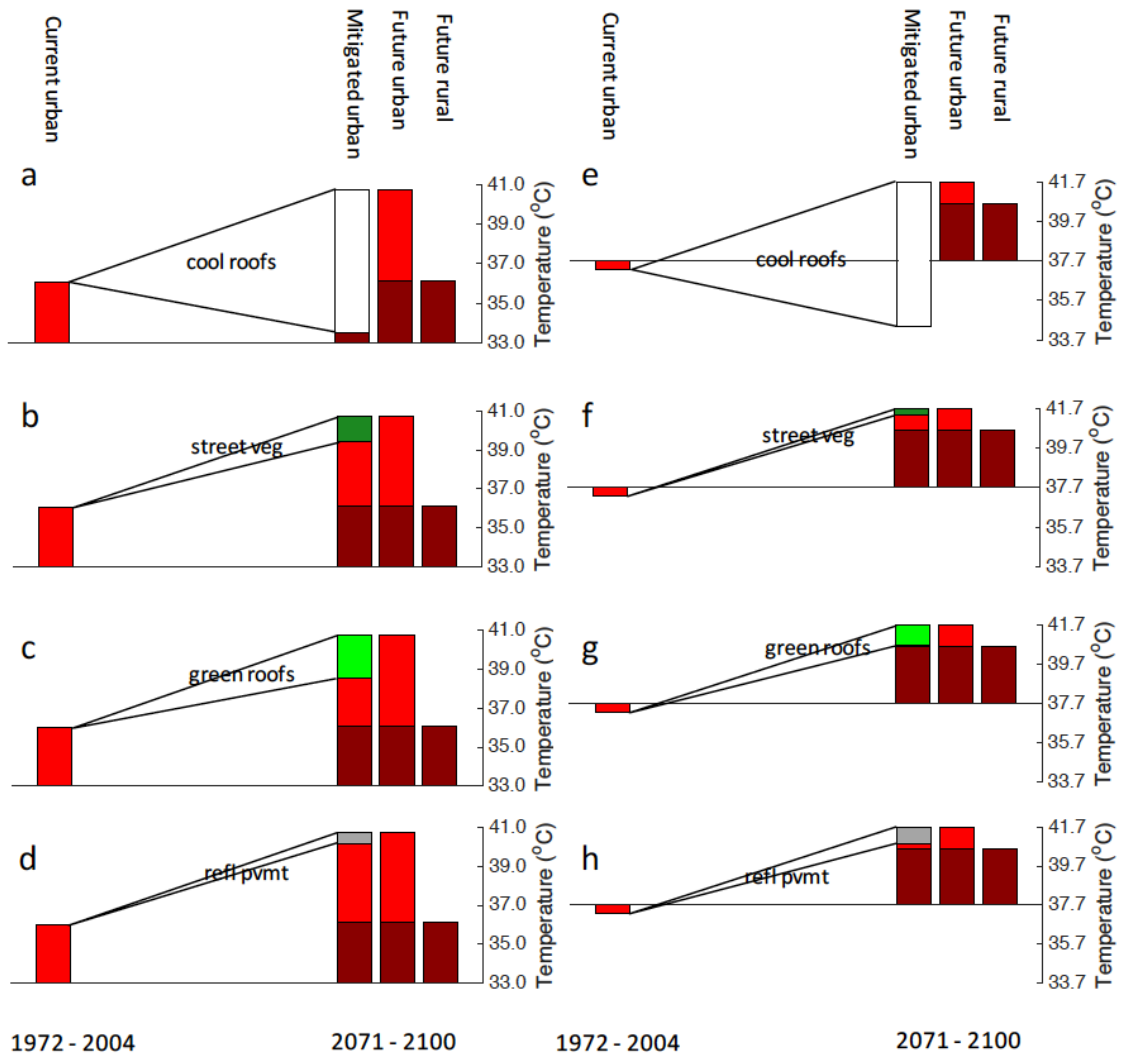 Current urban
Mitigated urban
Future urban
Future rural
Current urban
Mitigated urban
Future urban
Future rural
a
cool roofs
41.0
39.0
37.0
35.0
33.0
Temperature (°C)
e
cool roofs
41.7
39.7
37.7
35.7
33.7
Temperature (°C)
b
street veg
41.0
39.0
37.0
35.0
33.0
Temperature (°C)
f
street veg
41.7
39.7
37.7
35.7
33.7
Temperature (°C)
c
green roofs
41.0
39.0
37.0
35.0
33.0
Temperature (°C)
g
green roofs
41.7
39.7
37.7
35.7
33.7
Temperature (°C)
d
refl pvmt
41.0
39.0
37.0
35.0
33.0
Temperature (°C)
h
refl pvmt
41.7
39.7
37.7
35.7
33.7
Temperature (°C)
1972 - 2004
2071 - 2100
1972 - 2004
2071 - 2100